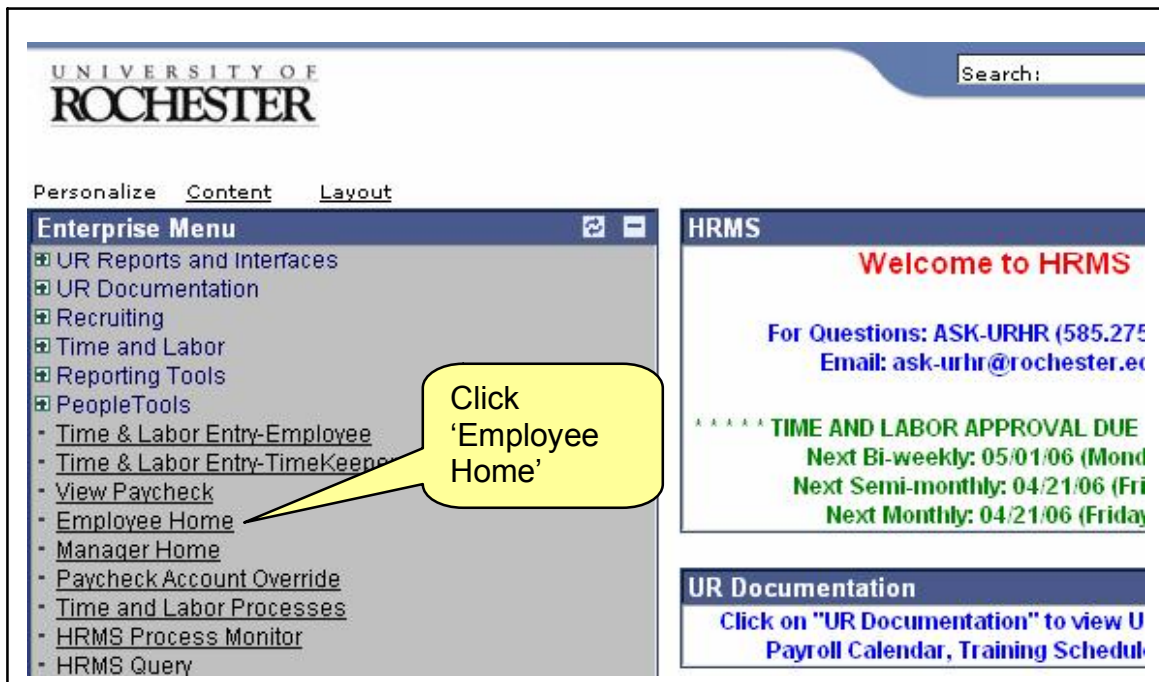 UNIVERSITY OF
ROCHESTER
Search:
Personalize Content Layout
Enterprise Menu
UR Reports and Interfaces
UR Documentation
Recruiting
Time and Labor
Reporting Tools
PeopleTools
- Time & Labor Entry-Employee
- Time & Labor Entry-TimeKeeper
- View Paycheck
- Employee Home
- Manager Home
- Paycheck Account Override
- Time and Labor Processes
- HRMS Process Monitor
- HRMS Query
Click
‘Employee
Home’
HRMS
Welcome to HRMS
For Questions: ASK-URHR (585.275
Email: ask-urhr@rochester.ed
* * * * * TIME AND LABOR APPROVAL DUE
Next Bi-weekly: 05/01/06 (Mond
Next Semi-monthly: 04/21/06 (Fri
Next Monthly: 04/21/06 (Friday
UR Documentation
Click on "UR Documentation" to view U
Payroll Calendar, Training Schedul